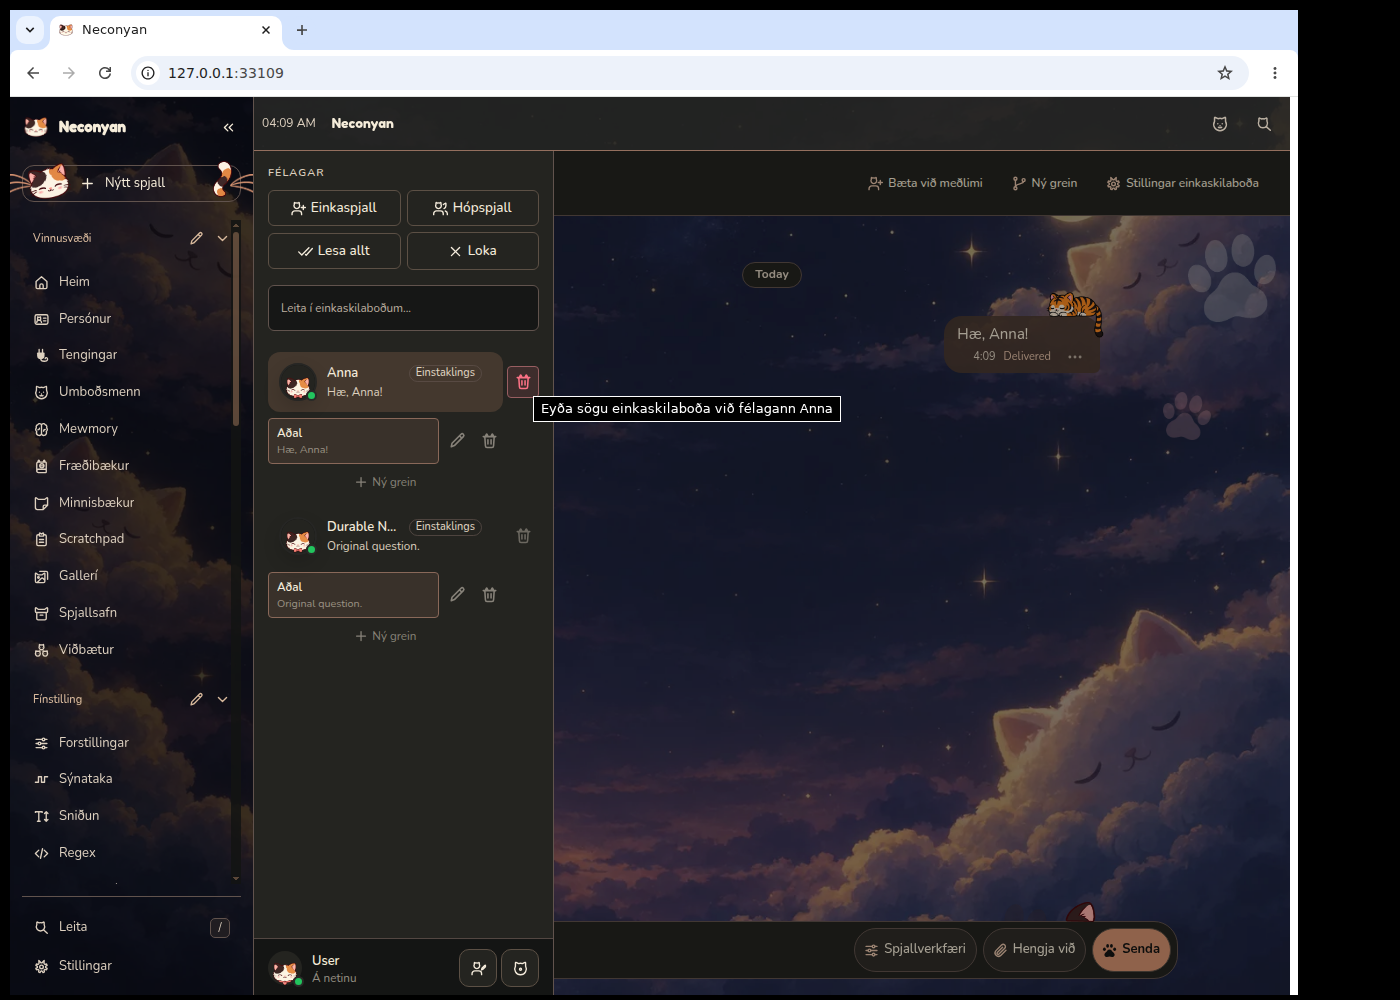 Neconyan
127.0.0.1:33109
Neconyan
Nýtt spjall
Vinnusvæði
Heim
Persónur
Tengingar
Umboðsmenn
Mewmory
Fræðibækur
Minnisbækur
Scratchpad
Gallerí
Spjallsafn
Viðbætur
Fínstilling
Forstillingar
Sýnataka
Sniðun
Regex
Leita /
Stillingar
04:09 AM Neconyan
FÉLAGAR
Einkaspjall Hópspjall
Lesa allt Loka
Leita í einkaskilaboðum...
Anna Einstaklings
Hæ, Anna!
Eyða sögu einkaskilaboða við félagann Anna
Aðal
Hæ, Anna!
Ný grein
Durable N... Einstaklings
Original question.
Aðal
Original question.
Ný grein
User
Á netinu
Bæta við meðlimi Ný grein Stillingar einkaskilaboða
Today
Hæ, Anna!
4:09 Delivered
Spjallverkfæri Hengja við Senda